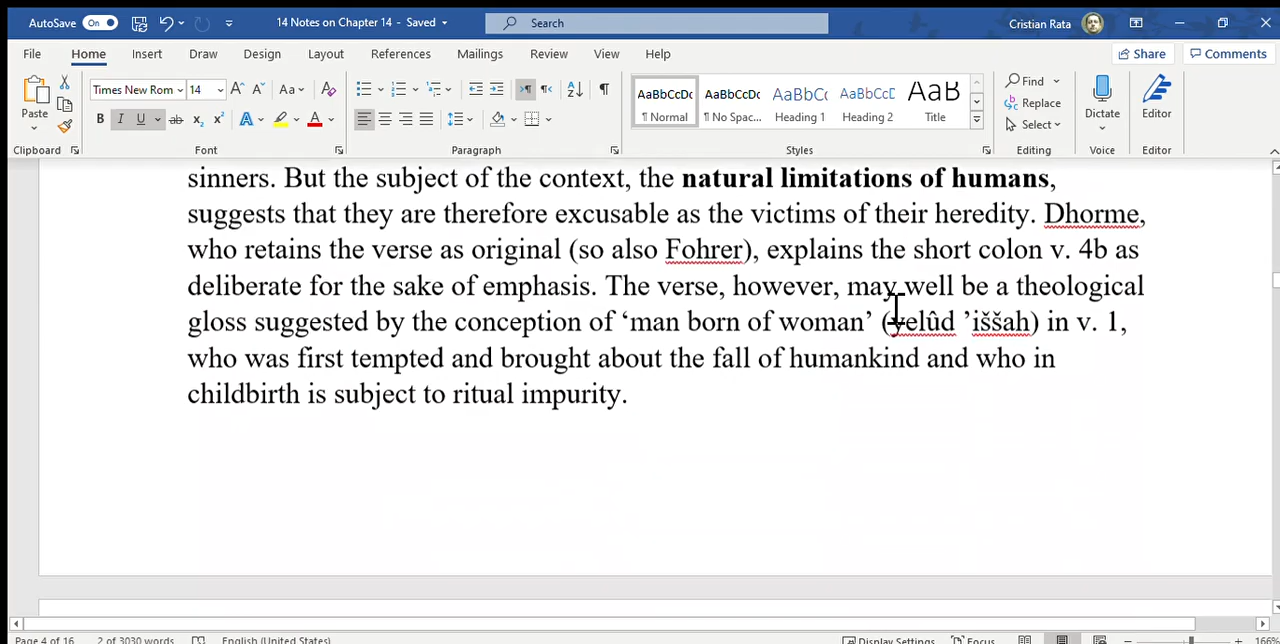 AutoSave On 14 Notes on Chapter 14 - Saved Search Cristian Rata
File Home Insert Draw Design Layout References Mailings Review View Help Share Comments
Times New Rom 14 A^ Aˇ Aa A AaBbCcDc AaBbCcDc AaBbCc AaBbCcD AaB Find
Paste B I U ab x₂ x² A A ¶ Normal ¶ No Spac... Heading 1 Heading 2 Title Replace Select Dictate Editor
Clipboard Font Paragraph Styles Editing Voice Editor
sinners. But the subject of the context, the natural limitations of humans,
suggests that they are therefore excusable as the victims of their heredity. Dhorme,
who retains the verse as original (so also Fohrer), explains the short colon v. 4b as
deliberate for the sake of emphasis. The verse, however, may well be a theological
gloss suggested by the conception of ‘man born of woman’ (yelûd ’iššah) in v. 1,
who was first tempted and brought about the fall of humankind and who in
childbirth is subject to ritual impurity.
Page 4 of 16 2 of 3030 words English (United States) Display Settings Focus 166%